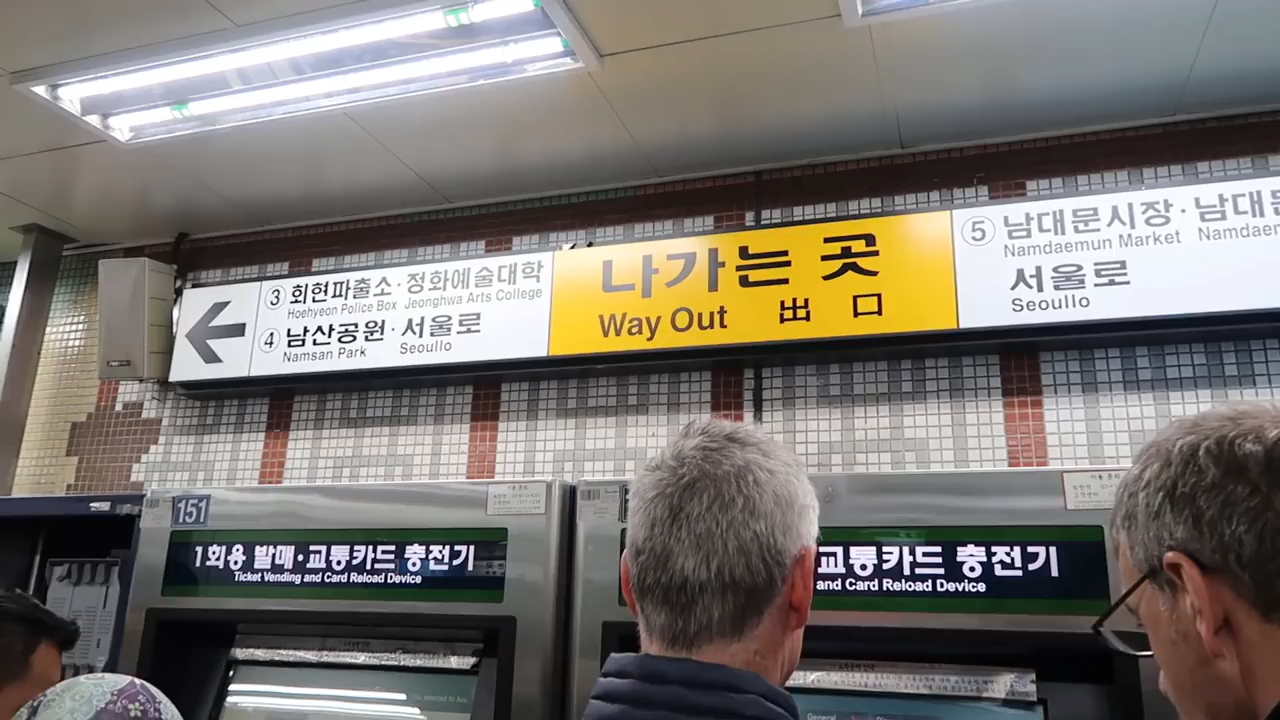 ③ 회현파출소 · 정화예술대학
Hoehyeon Police Box Jeonghwa Arts College
④ 남산공원 · 서울로
Namsan Park Seoullo
나가는 곳
Way Out 出口
⑤ 남대문시장 ·
Namdaemun Market
서울로
Seoullo
151
1회용 발매·교통카드 충전기
Ticket Vending and Card Reload Device
교통카드 충전기
and Card Reload Device